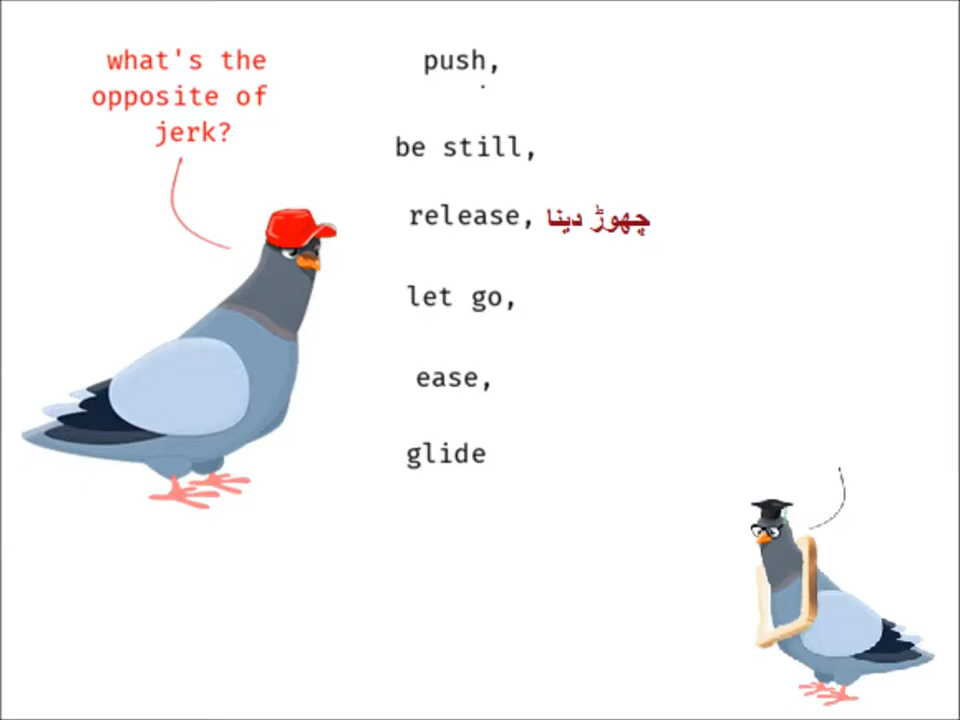 what's the
opposite of
jerk?
push,
be still,
release, چھوڑ دینا
let go,
ease,
glide